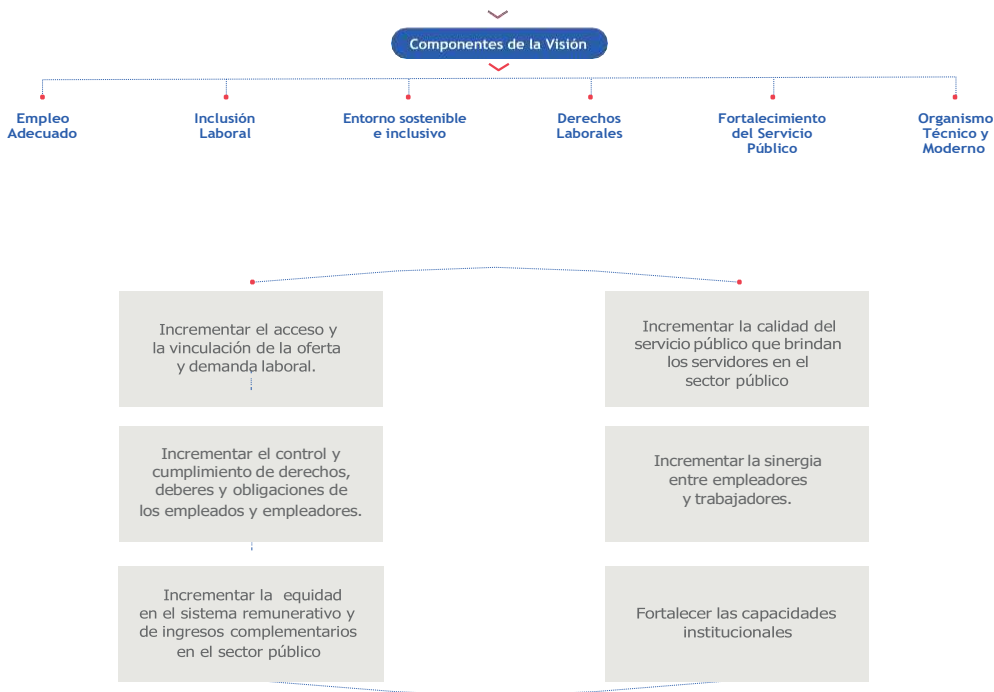 Componentes de la Visión
Empleo
Adecuado
Inclusión
Laboral
Entorno sostenible
e inclusivo
Derechos
Laborales
Fortalecimiento
del Servicio
Público
Organismo
Técnico y
Moderno
Incrementar el acceso y
la vinculación de la oferta
y demanda laboral.
Incrementar la calidad del
servicio público que brindan
los servidores en el
sector público
Incrementar el control y
cumplimiento de derechos,
deberes y obligaciones de
los empleados y empleadores.
Incrementar la sinergia
entre empleadores
y trabajadores.
Incrementar la equidad
en el sistema remunerativo y
de ingresos complementarios
en el sector público
Fortalecer las capacidades
institucionales